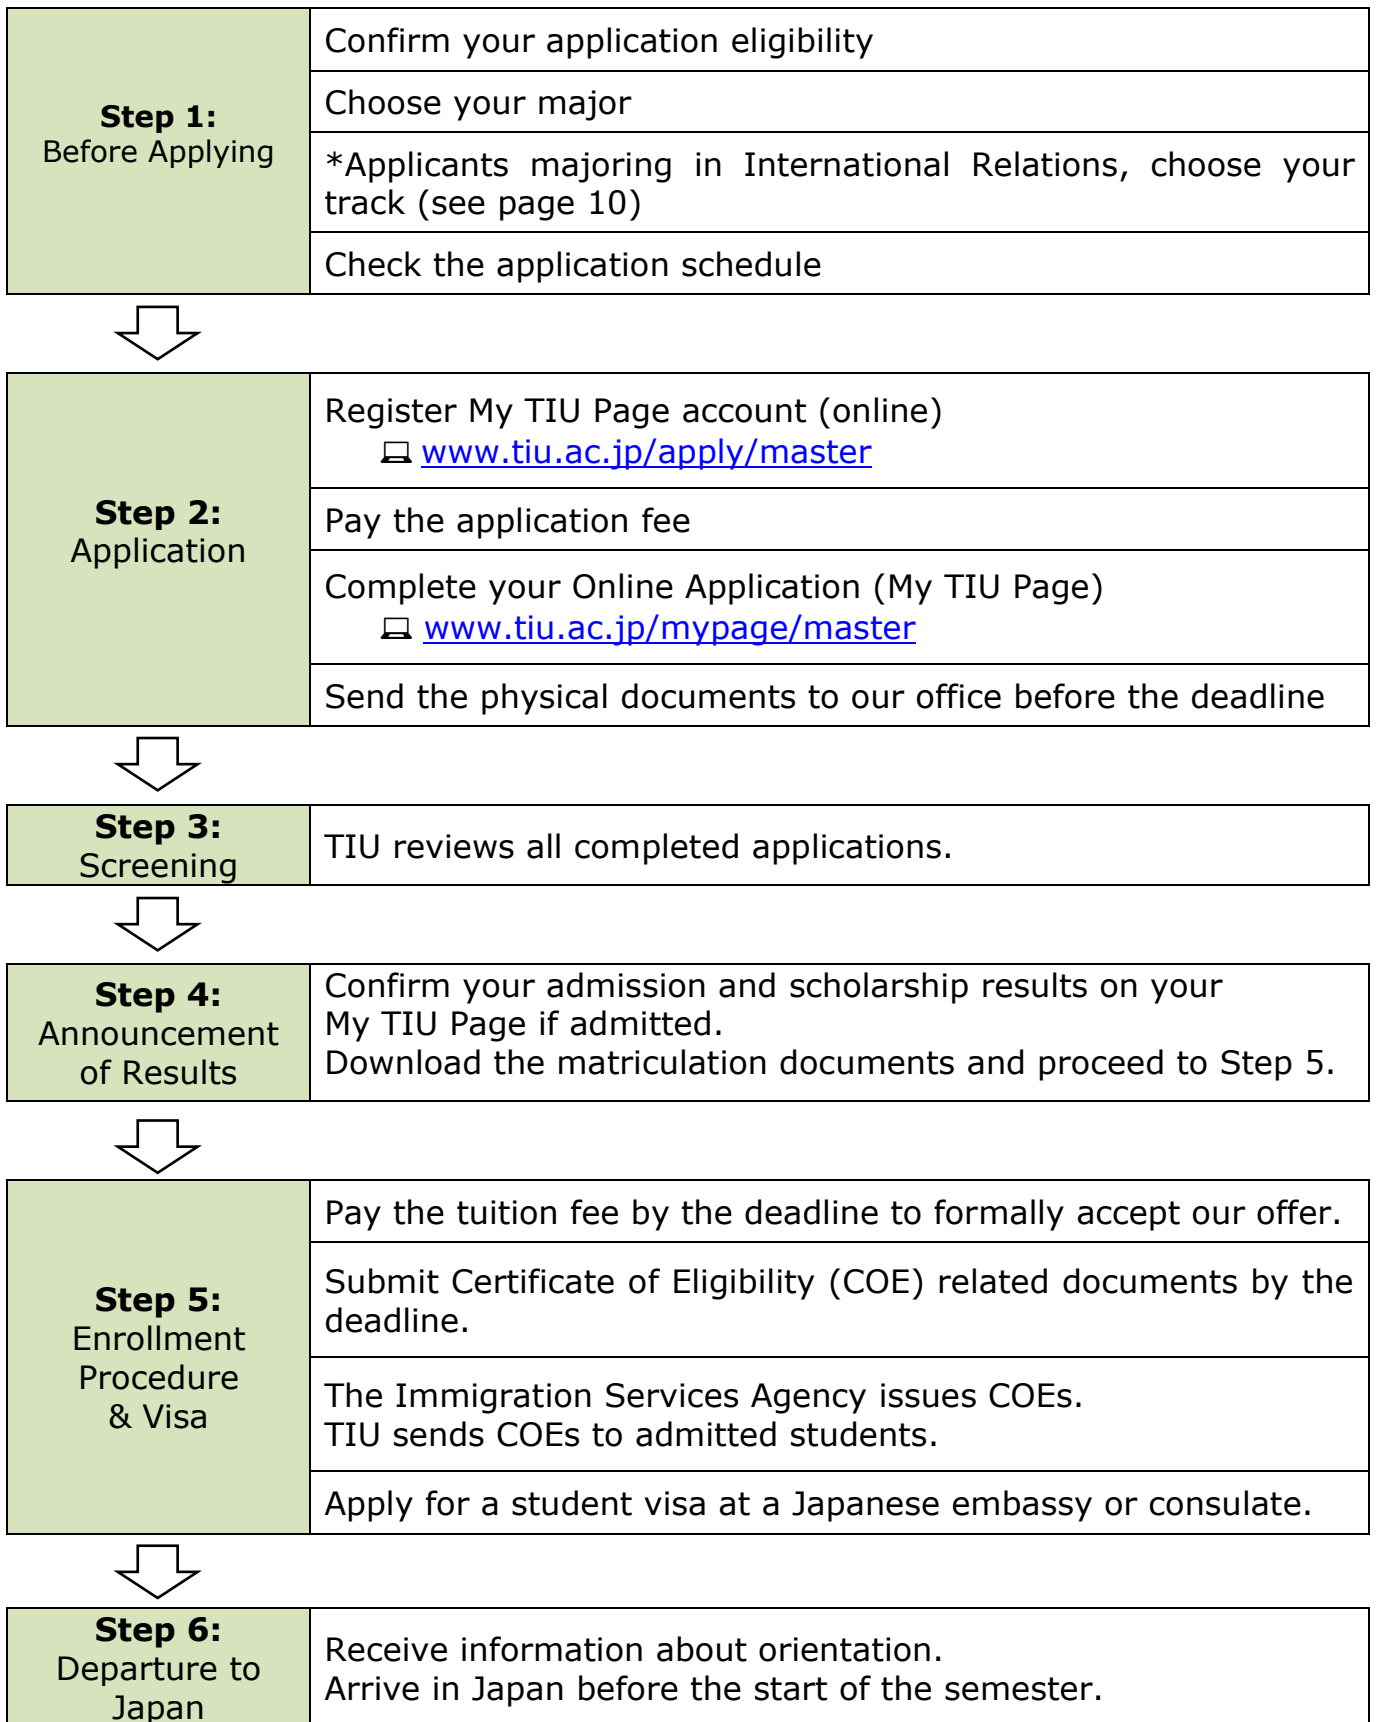 Step 1:
Before Applying
Confirm your application eligibility
Choose your major
*Applicants majoring in International Relations, choose your
track (see page 10)
Check the application schedule
Step 2:
Application
Register My TIU Page account (online)
www.tiu.ac.jp/apply/master
Pay the application fee
Complete your Online Application (My TIU Page)
www.tiu.ac.jp/mypage/master
Send the physical documents to our office before the deadline
Step 3:
Screening
TIU reviews all completed applications.
Step 4:
Announcement
of Results
Confirm your admission and scholarship results on your
My TIU Page if admitted.
Download the matriculation documents and proceed to Step 5.
Step 5:
Enrollment
Procedure
& Visa
Pay the tuition fee by the deadline to formally accept our offer.
Submit Certificate of Eligibility (COE) related documents by the
deadline.
The Immigration Services Agency issues COEs.
TIU sends COEs to admitted students.
Apply for a student visa at a Japanese embassy or consulate.
Step 6:
Departure to
Japan
Receive information about orientation.
Arrive in Japan before the start of the semester.